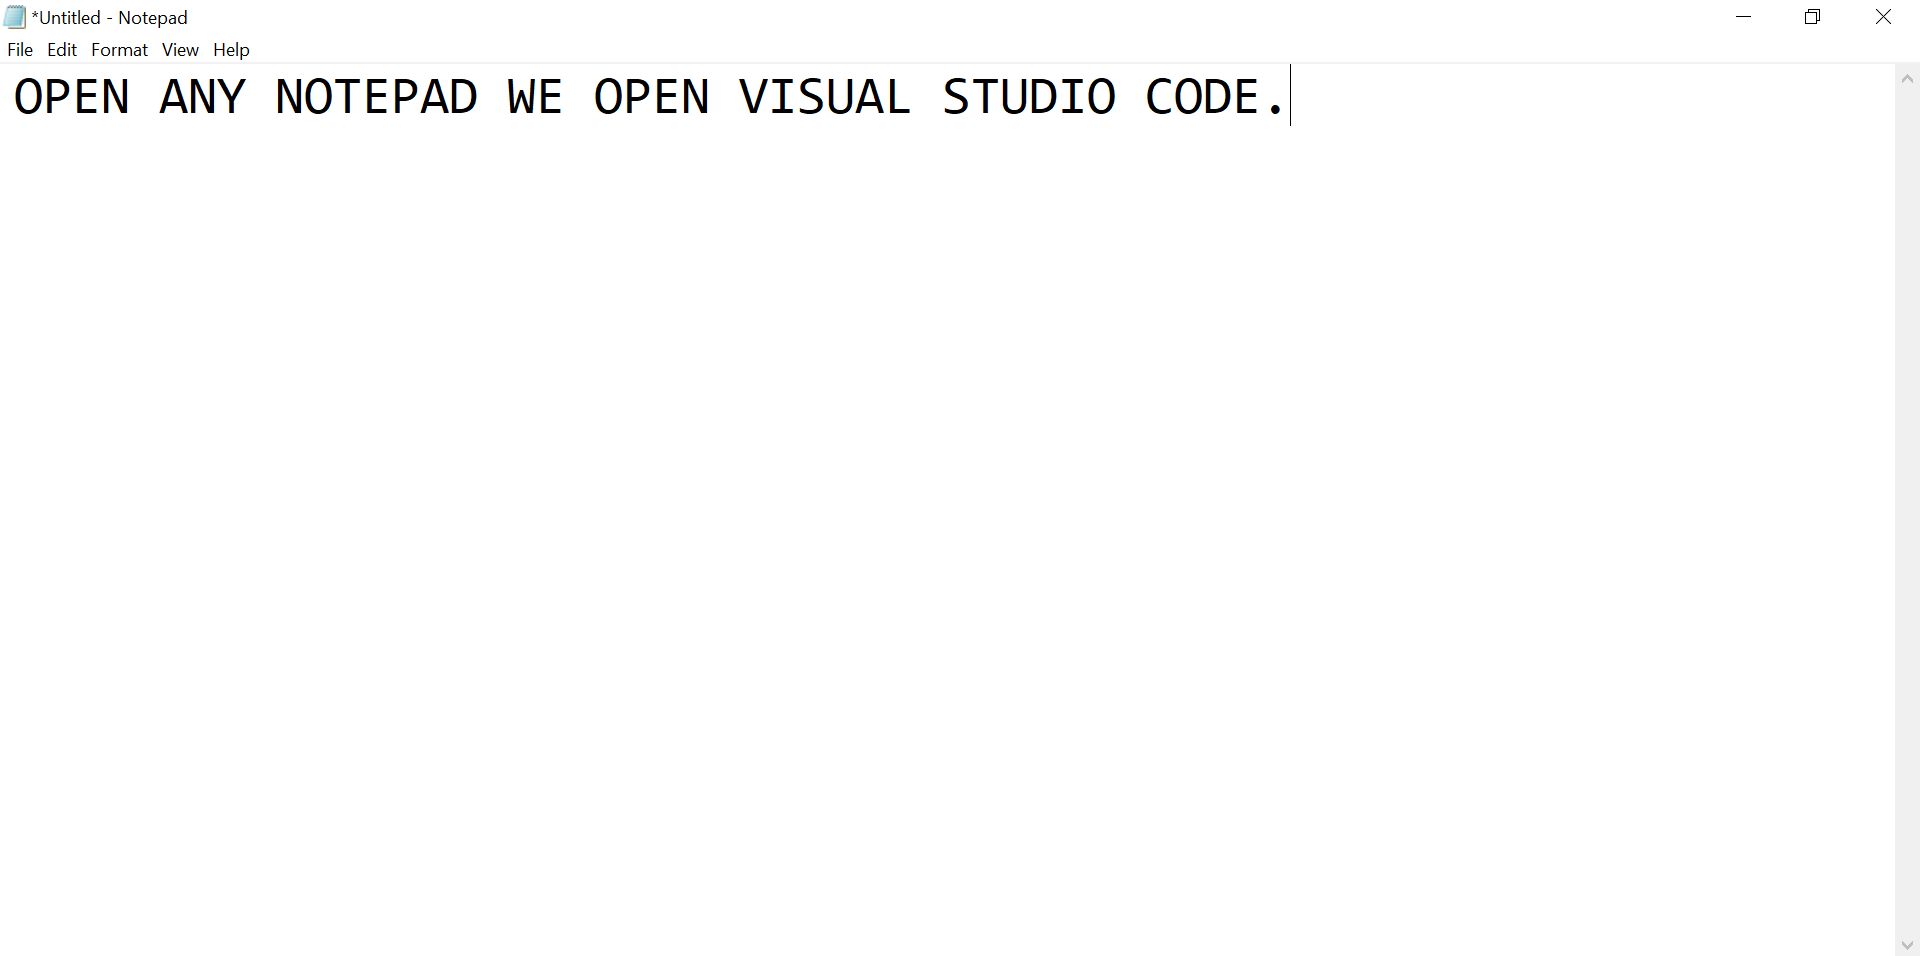 *Untitled - Notepad
File Edit Format View Help
OPEN ANY NOTEPAD WE OPEN VISUAL STUDIO CODE.